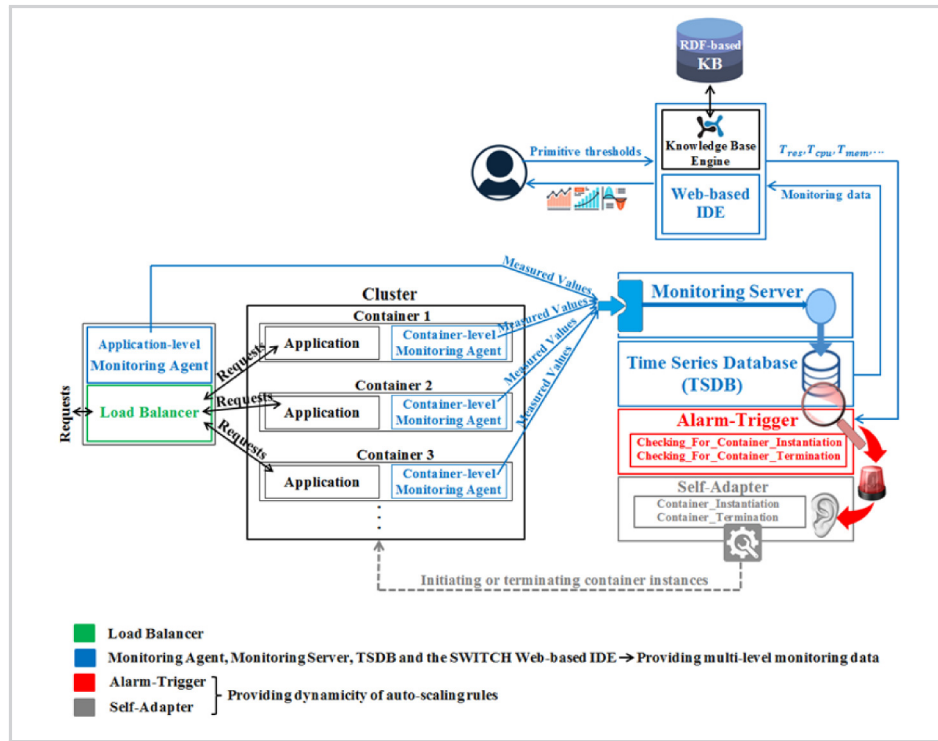 RDF-based
KB
Knowledge Base
Engine
Web-based
IDE
Primitive thresholds
T_res, T_cpu, T_mem, ...
Monitoring data
Measured Values
Measured Values
Measured Values
Measured Values
Monitoring Server
Time Series Database
(TSDB)
Alarm-Trigger
Checking_For_Container_Instantiation
Checking_For_Container_Termination
Self-Adapter
Container_Instantiation
Container_Termination
Cluster
Container 1
Application
Container-level
Monitoring Agent
Container 2
Application
Container-level
Monitoring Agent
Container 3
Application
Container-level
Monitoring Agent
Application-level
Monitoring Agent
Load Balancer
Requests
Requests
Requests
Requests
Initiating or terminating container instances
Load Balancer
Monitoring Agent, Monitoring Server, TSDB and the SWITCH Web-based IDE → Providing multi-level monitoring data
Alarm-Trigger
Providing dynamicity of auto-scaling rules
Self-Adapter